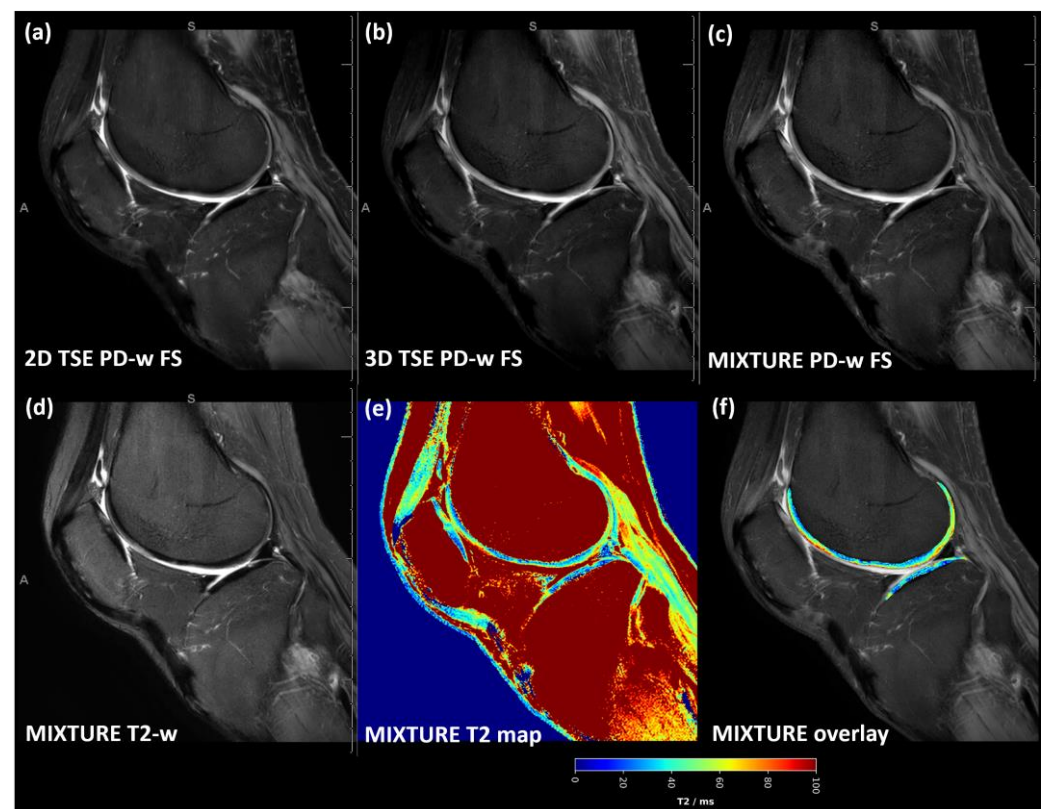 (a)
S
A
2D TSE PD-w FS
(b)
S
A
3D TSE PD-w FS
(c)
S
A
MIXTURE PD-w FS
(d)
S
A
MIXTURE T2-w
(e)
MIXTURE T2 map
(f)
MIXTURE overlay
0
20
40
60
80
100
T2 / ms